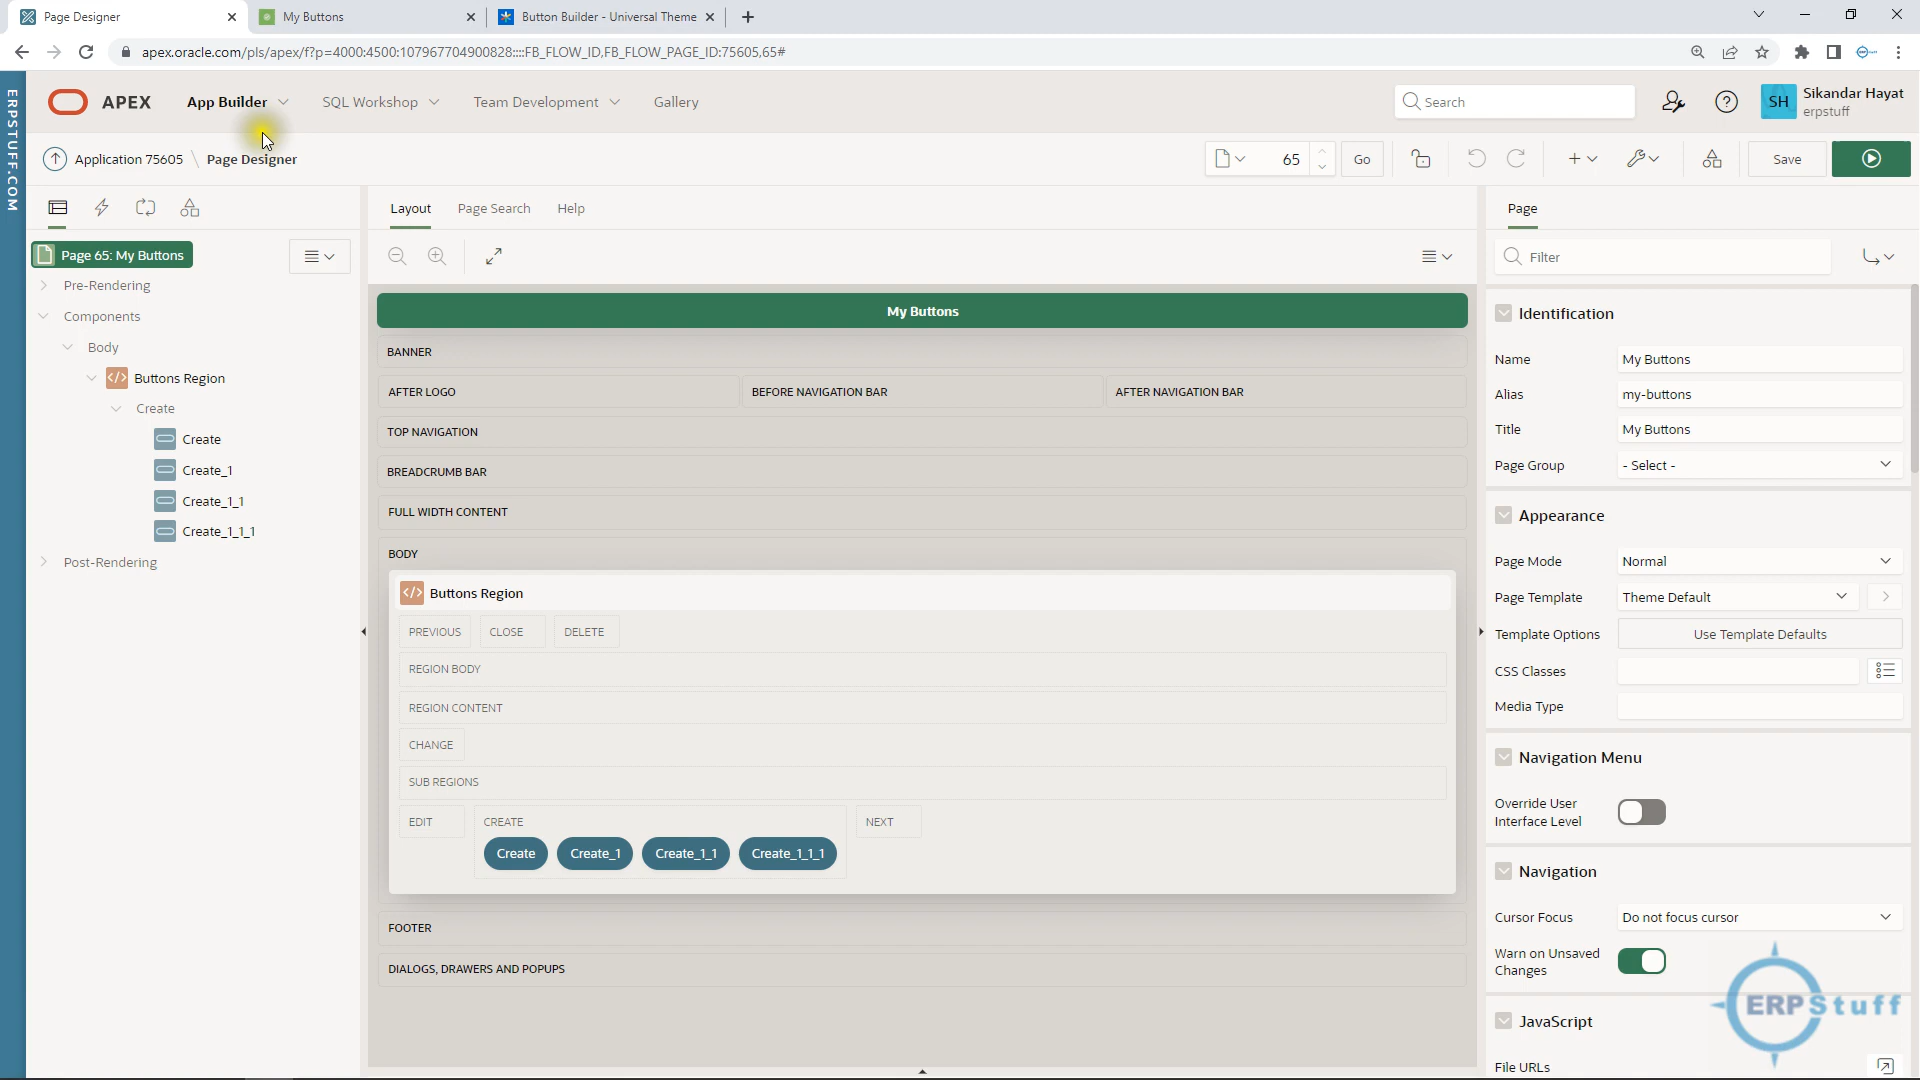 Page Designer
My Buttons
Button Builder - Universal Theme
apex.oracle.com/pls/apex/f?p=4000:4500:107967704900828::::FB_FLOW_ID,FB_FLOW_PAGE_ID:75605,65#
ERPSTUFF.COM
APEX
App Builder
SQL Workshop
Team Development
Gallery
Search
SH
Sikandar Hayat
erpstuff
Application 75605
Page Designer
65
Go
Save
Layout
Page Search
Help
Page
Page 65: My Buttons
Pre-Rendering
Components
Body
Buttons Region
Create
Create
Create_1
Create_1_1
Create_1_1_1
Post-Rendering
My Buttons
BANNER
AFTER LOGO
BEFORE NAVIGATION BAR
AFTER NAVIGATION BAR
TOP NAVIGATION
BREADCRUMB BAR
FULL WIDTH CONTENT
BODY
Buttons Region
PREVIOUS
CLOSE
DELETE
REGION BODY
REGION CONTENT
CHANGE
SUB REGIONS
EDIT
CREATE
NEXT
Create
Create_1
Create_1_1
Create_1_1_1
FOOTER
DIALOGS, DRAWERS AND POPUPS
Filter
Identification
Name
My Buttons
Alias
my-buttons
Title
My Buttons
Page Group
- Select -
Appearance
Page Mode
Normal
Page Template
Theme Default
Template Options
Use Template Defaults
CSS Classes
Media Type
Navigation Menu
Override User
Interface Level
Navigation
Cursor Focus
Do not focus cursor
Warn on Unsaved
Changes
ERPStuff
JavaScript
File URLs